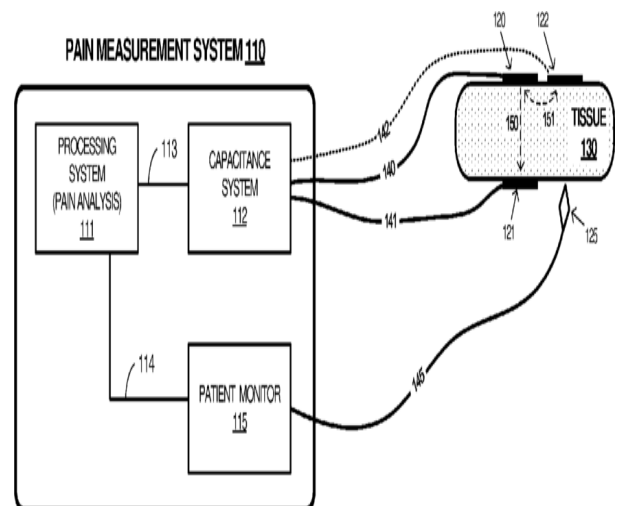 PAIN MEASUREMENT SYSTEM 110
120
122
PROCESSING
SYSTEM
(PAIN ANALYSIS)
111
113
CAPACITANCE
SYSTEM
112
142
140
141
150
151
TISSUE
130
121
125
114
PATIENT MONITOR
115
145